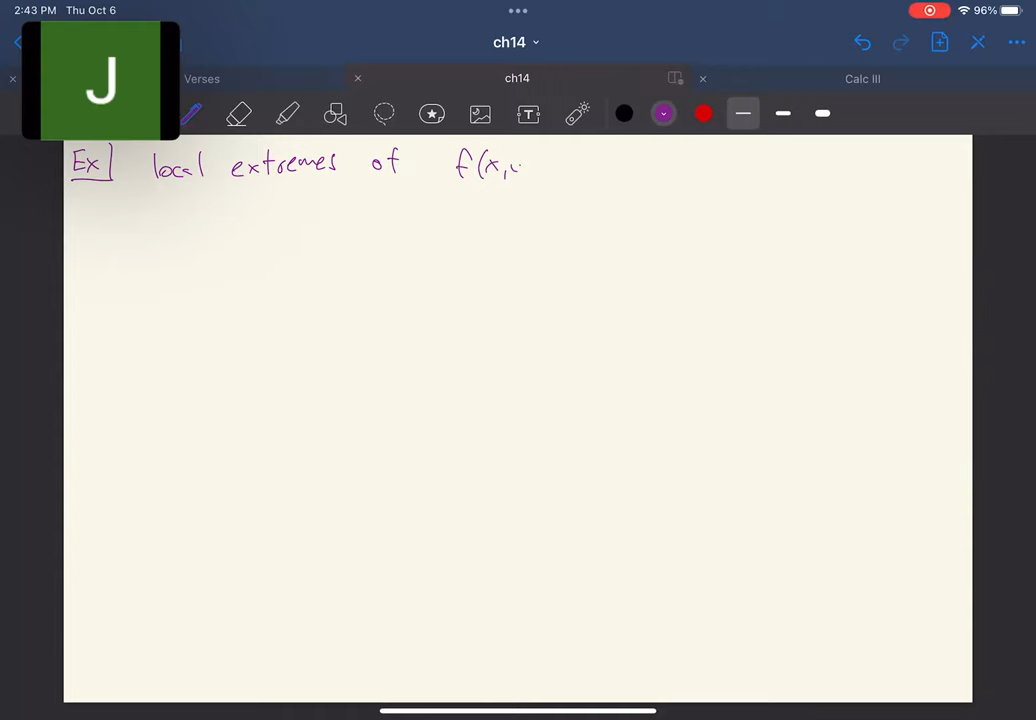 2:43 PM Thu Oct 6
96%
ch14
Verses
ch14
Calc III
J
T
Ex local extremes of f(x,